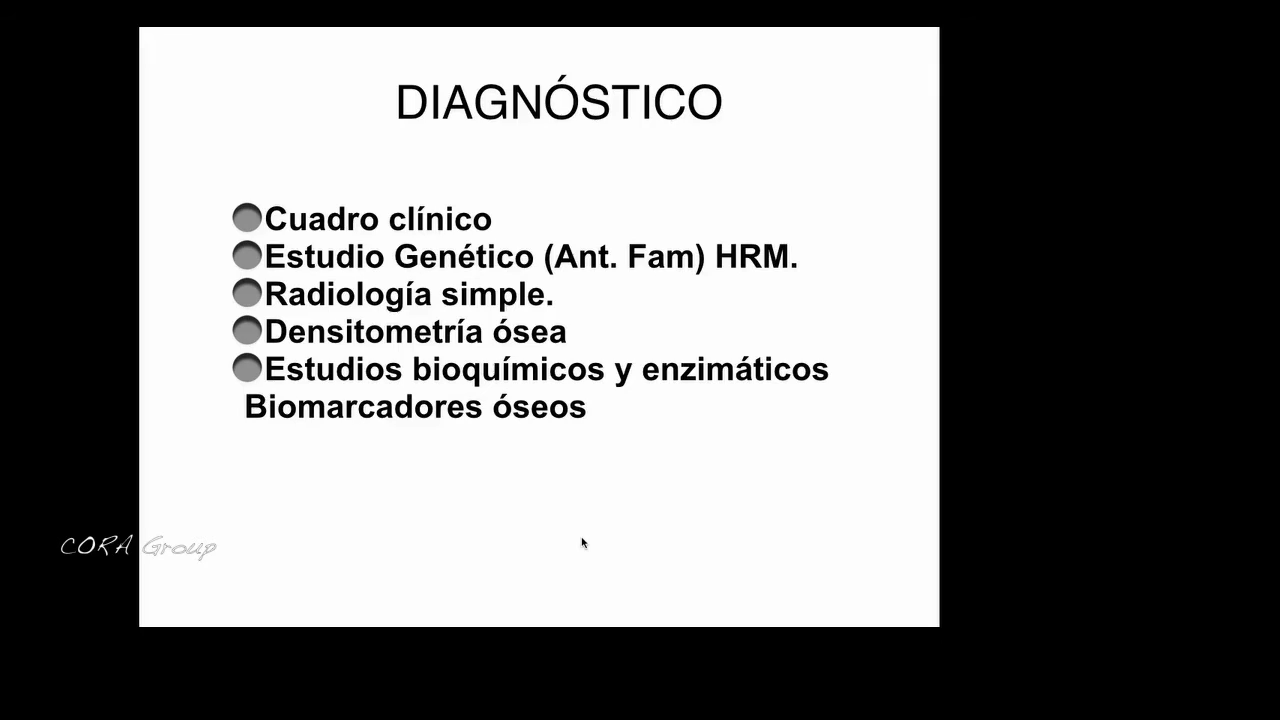 DIAGNÓSTICO
Cuadro clínico
Estudio Genético (Ant. Fam) HRM.
Radiología simple.
Densitometría ósea
Estudios bioquímicos y enzimáticos
Biomarcadores óseos
CORA Group